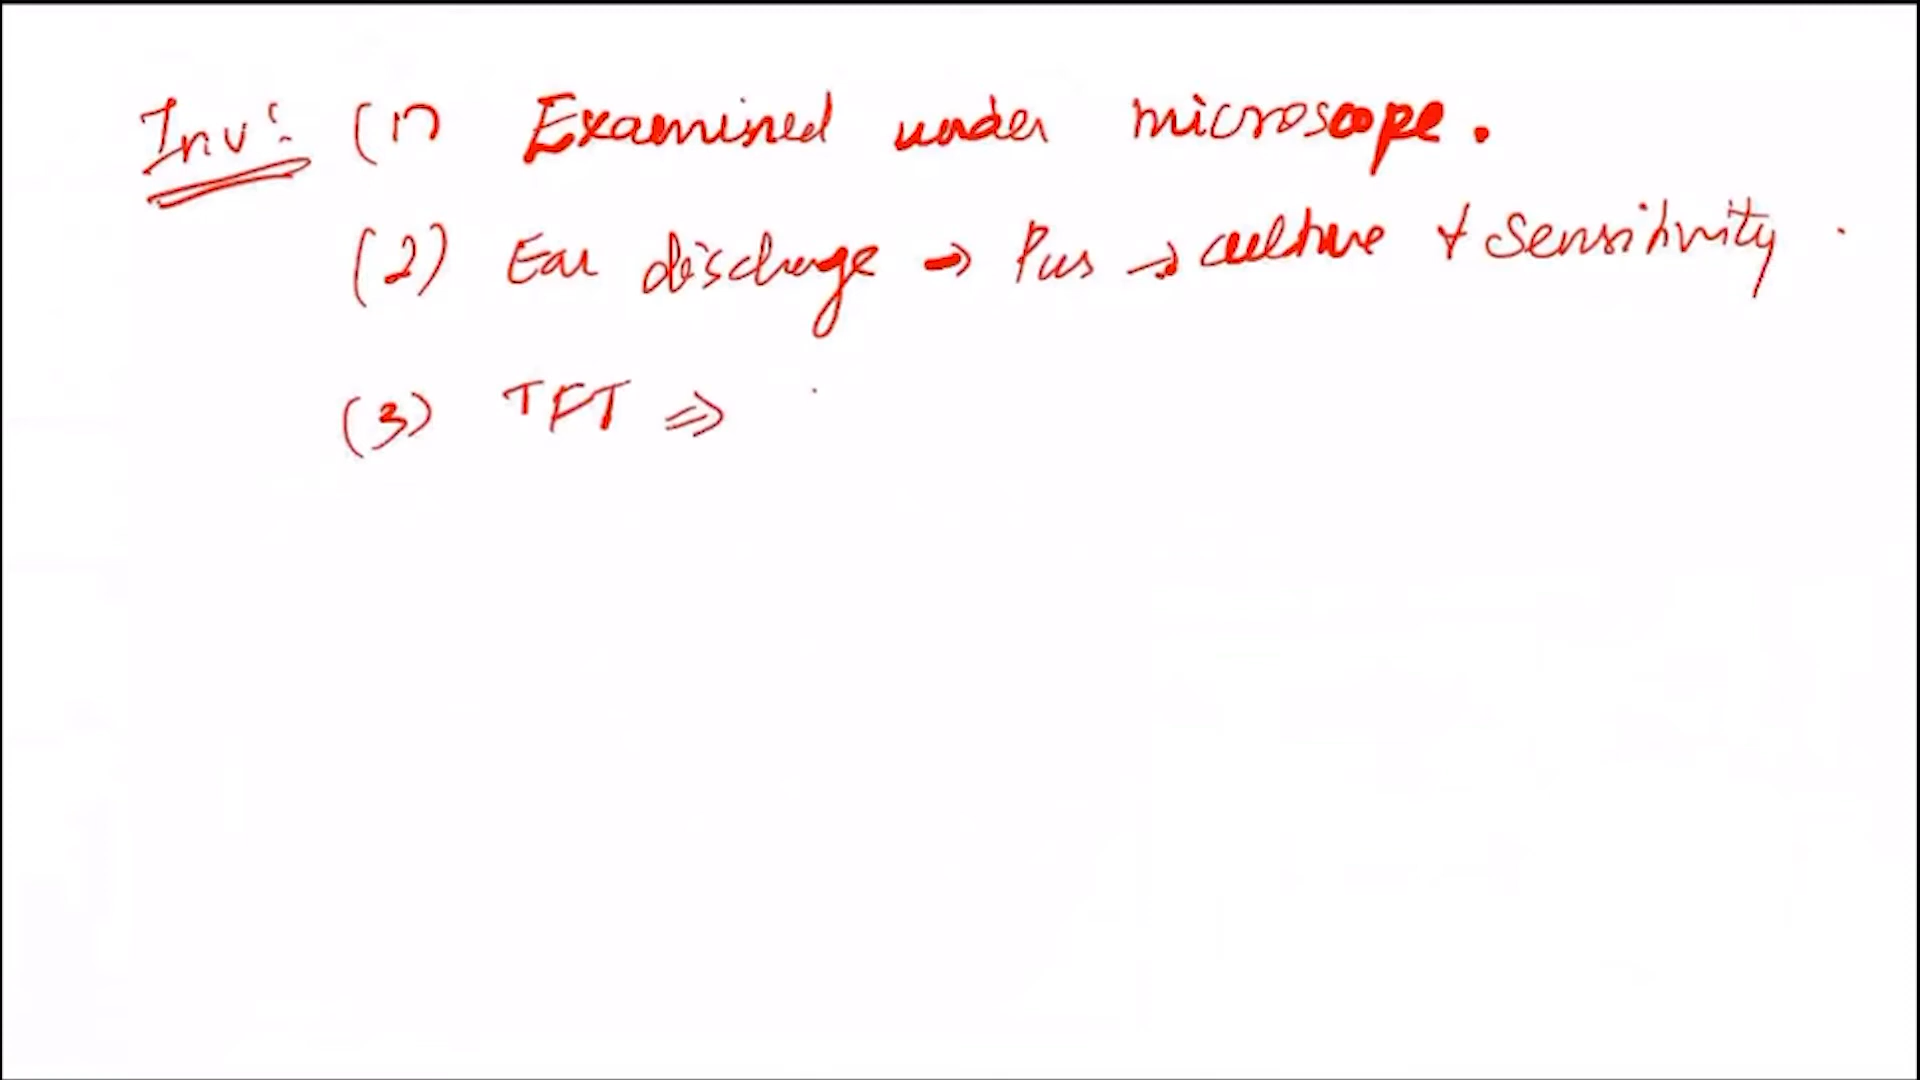 Inv: (1) Examined under microscope.
(2) Ear discharge → Pus → culture + Sensitivity.
(3) TFT ⇒